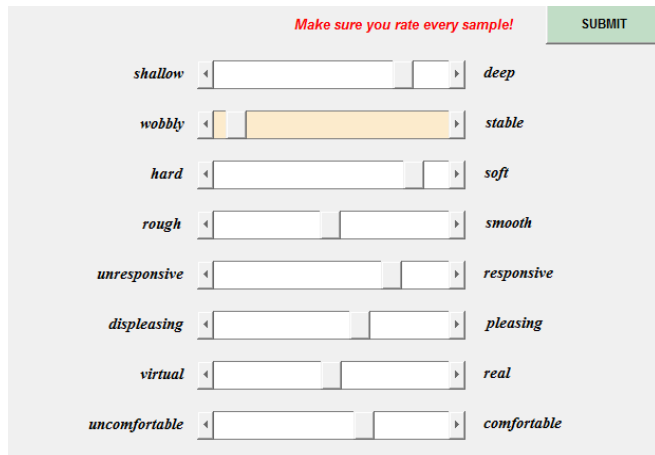 Make sure you rate every sample! SUBMIT
shallow deep
wobbly stable
hard soft
rough smooth
unresponsive responsive
displeasing pleasing
virtual real
uncomfortable comfortable